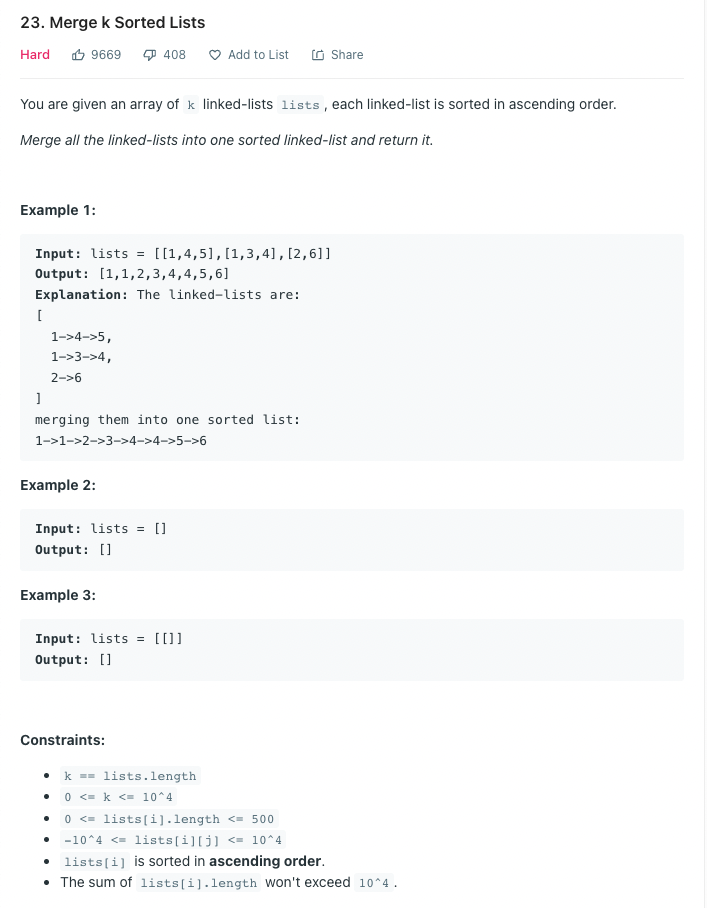 23. Merge k Sorted Lists
Hard 9669 408 Add to List Share
You are given an array of k linked-lists lists, each linked-list is sorted in ascending order.
Merge all the linked-lists into one sorted linked-list and return it.
Example 1:
Input: lists = [[1,4,5],[1,3,4],[2,6]]
Output: [1,1,2,3,4,4,5,6]
Explanation: The linked-lists are:
[
  1->4->5,
  1->3->4,
  2->6
]
merging them into one sorted list:
1->1->2->3->4->4->5->6
Example 2:
Input: lists = []
Output: []
Example 3:
Input: lists = [[]]
Output: []
Constraints:
• k == lists.length
• 0 <= k <= 10^4
• 0 <= lists[i].length <= 500
• -10^4 <= lists[i][j] <= 10^4
• lists[i] is sorted in ascending order.
• The sum of lists[i].length won't exceed 10^4.